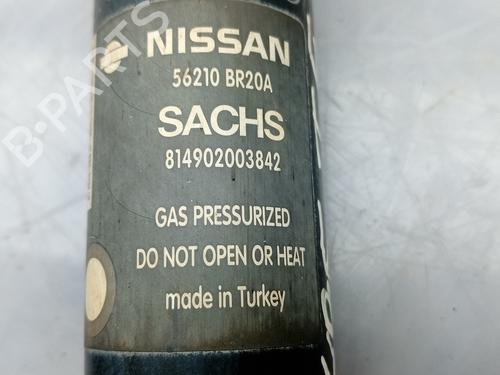 NISSAN
56210 BR20A
SACHS
814902003842
GAS PRESSURIZED
DO NOT OPEN OR HEAT
made in Turkey
B-PARTS